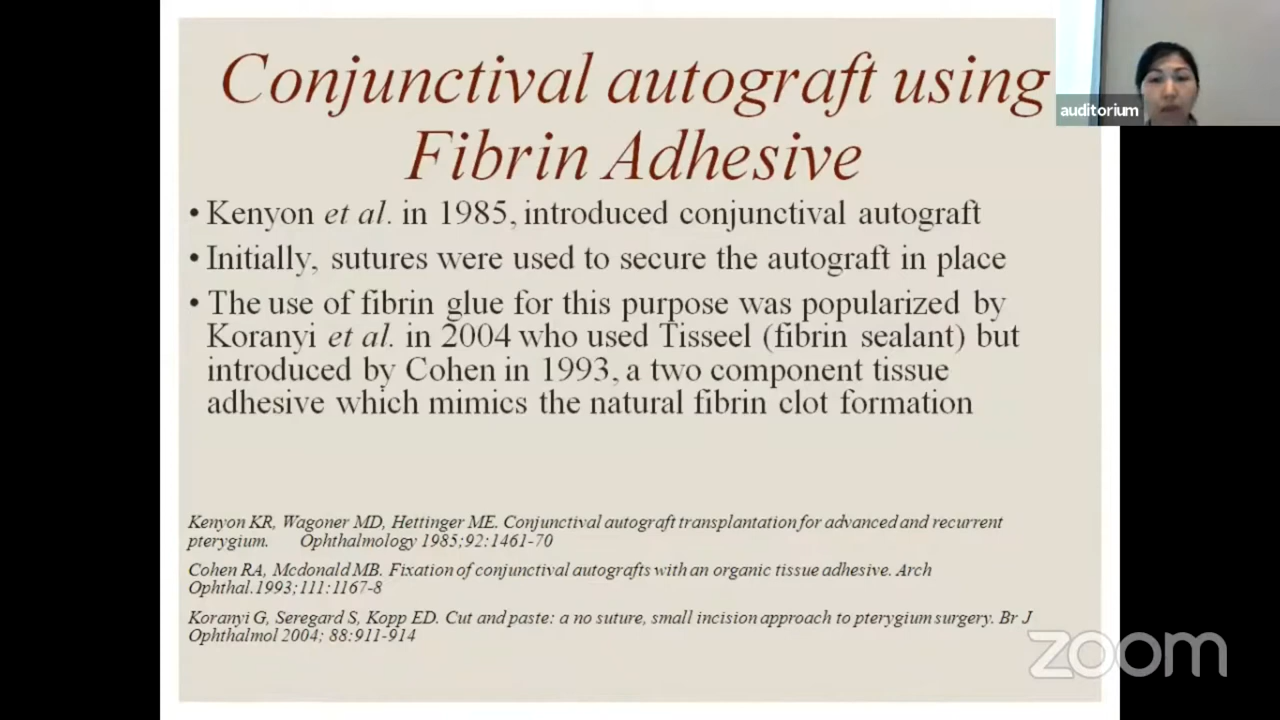 Conjunctival autograft using
Fibrin Adhesive
auditorium
• Kenyon et al. in 1985, introduced conjunctival autograft
• Initially, sutures were used to secure the autograft in place
• The use of fibrin glue for this purpose was popularized by
Koranyi et al. in 2004 who used Tisseel (fibrin sealant) but
introduced by Cohen in 1993, a two component tissue
adhesive which mimics the natural fibrin clot formation
Kenyon KR, Wagoner MD, Hettinger ME. Conjunctival autograft transplantation for advanced and recurrent
pterygium. Ophthalmology 1985;92:1461-70
Cohen RA, Mcdonald MB. Fixation of conjunctival autografts with an organic tissue adhesive. Arch
Ophthal.1993;111:1167-8
Koranyi G, Seregard S, Kopp ED. Cut and paste: a no suture, small incision approach to pterygium surgery. Br J
Ophthalmol 2004; 88:911-914
zoom